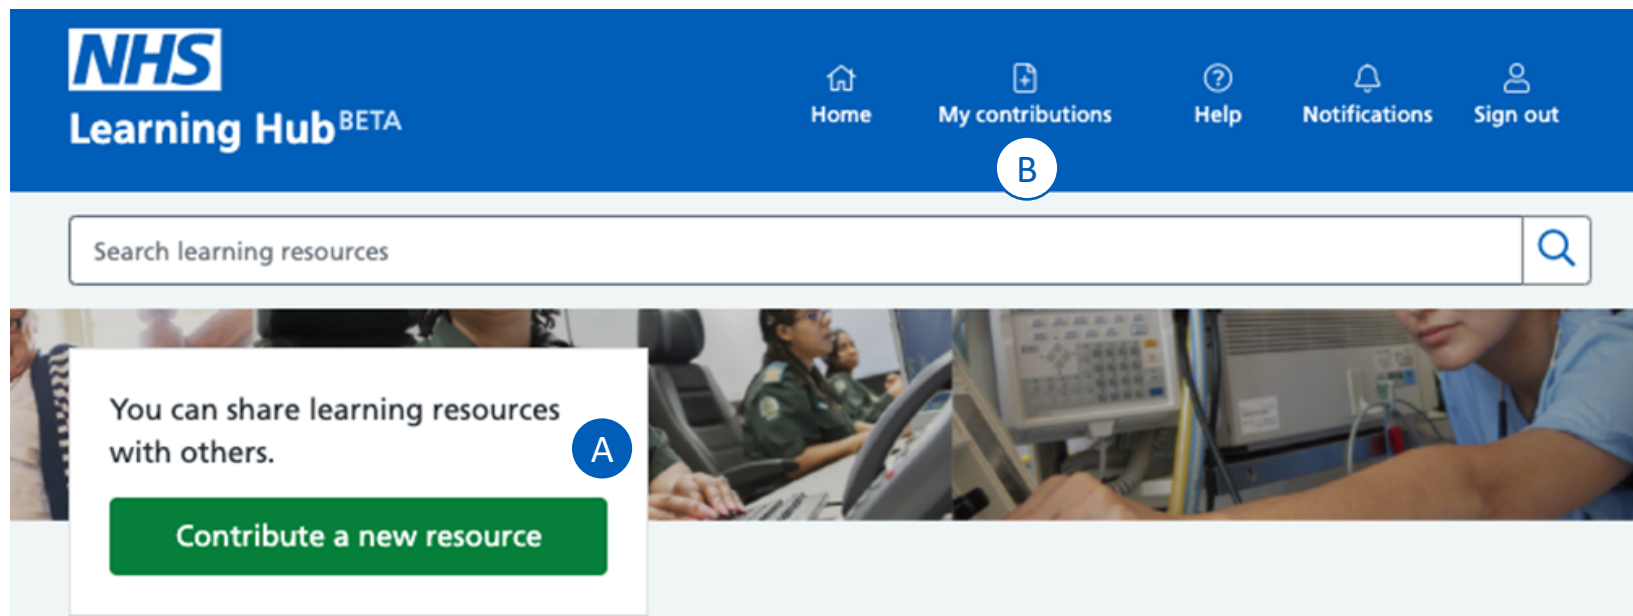 NHS
Learning Hub BETA
Home
My contributions
Help
Notifications
Sign out
B
Search learning resources
You can share learning resources
with others.
A
Contribute a new resource